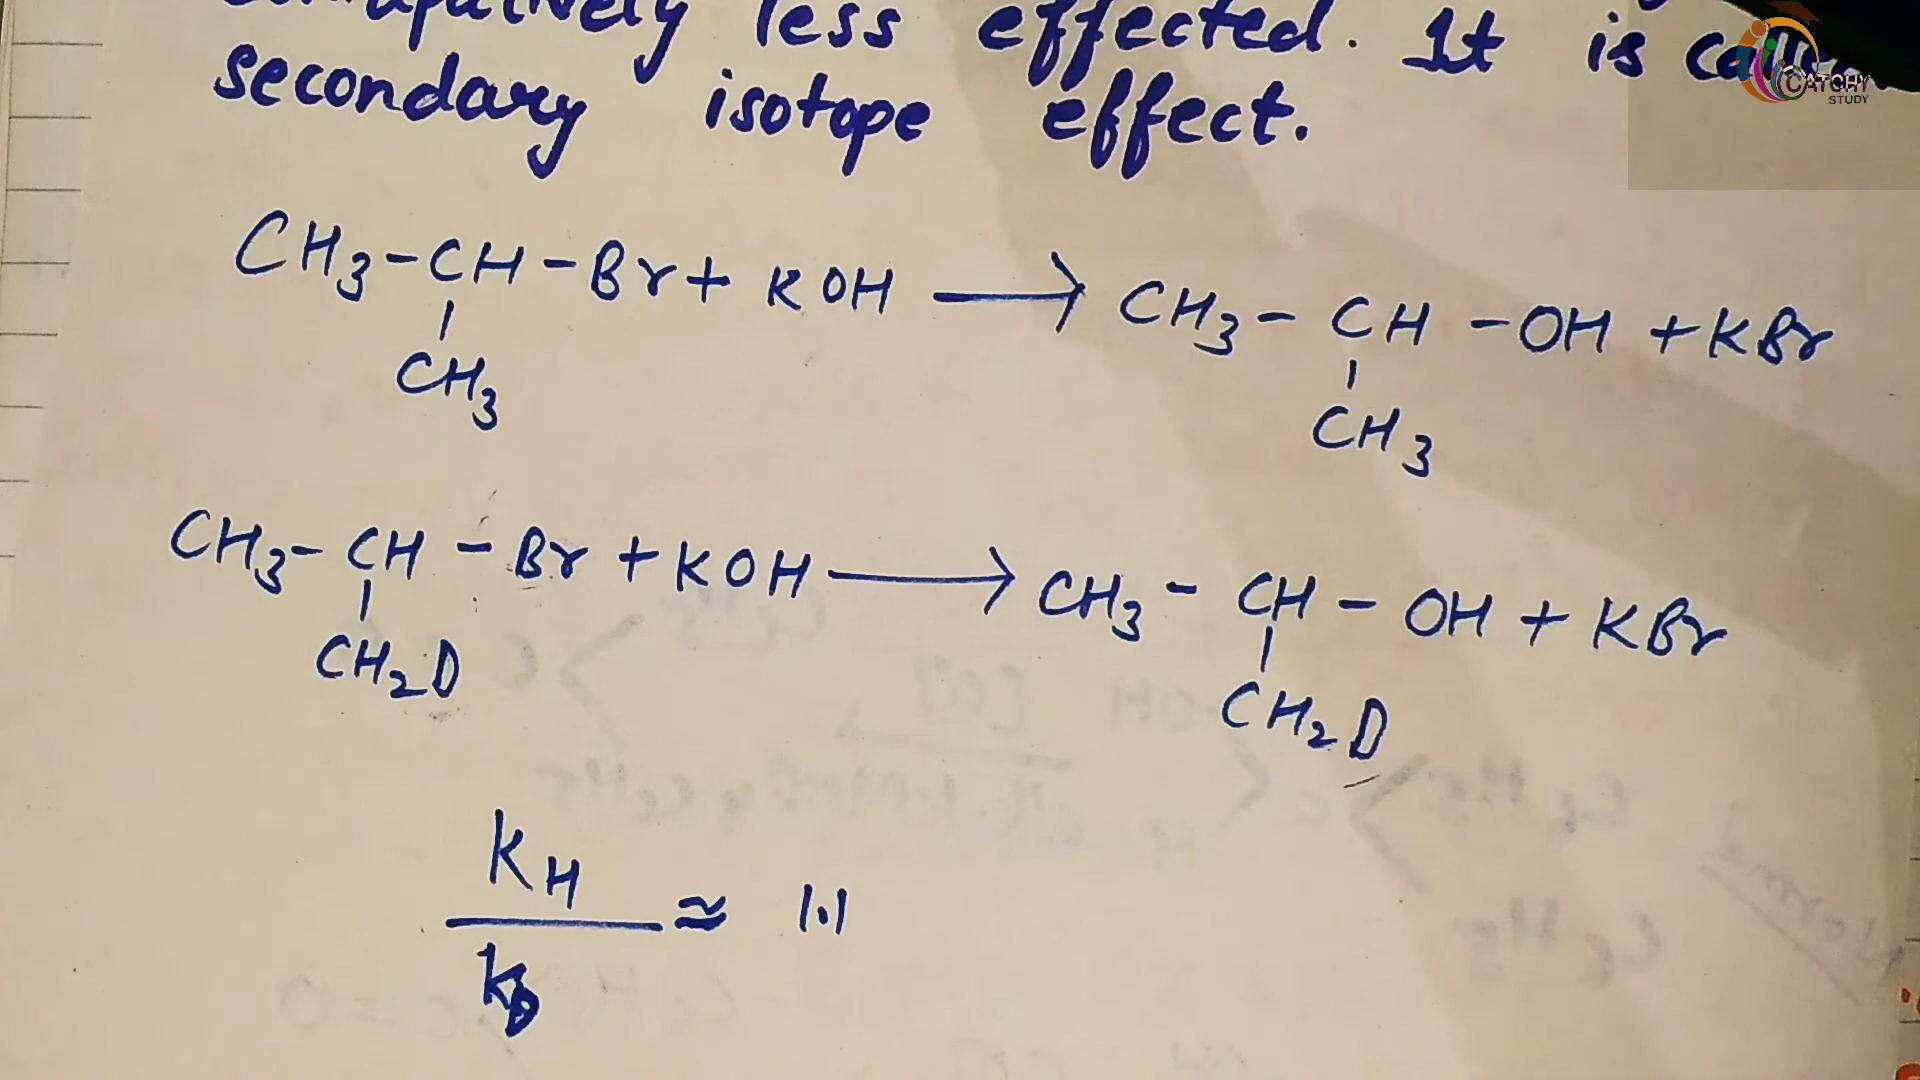 less effected. It is
secondary isotope effect.
CATCHY
STUDY
CH3-CH-Br + KOH → CH3-CH-OH + KBr
CH3 CH3
CH3-CH-Br + KOH → CH3-CH-OH + KBr
CH2D CH2D
KH
≈ 1.1
KD